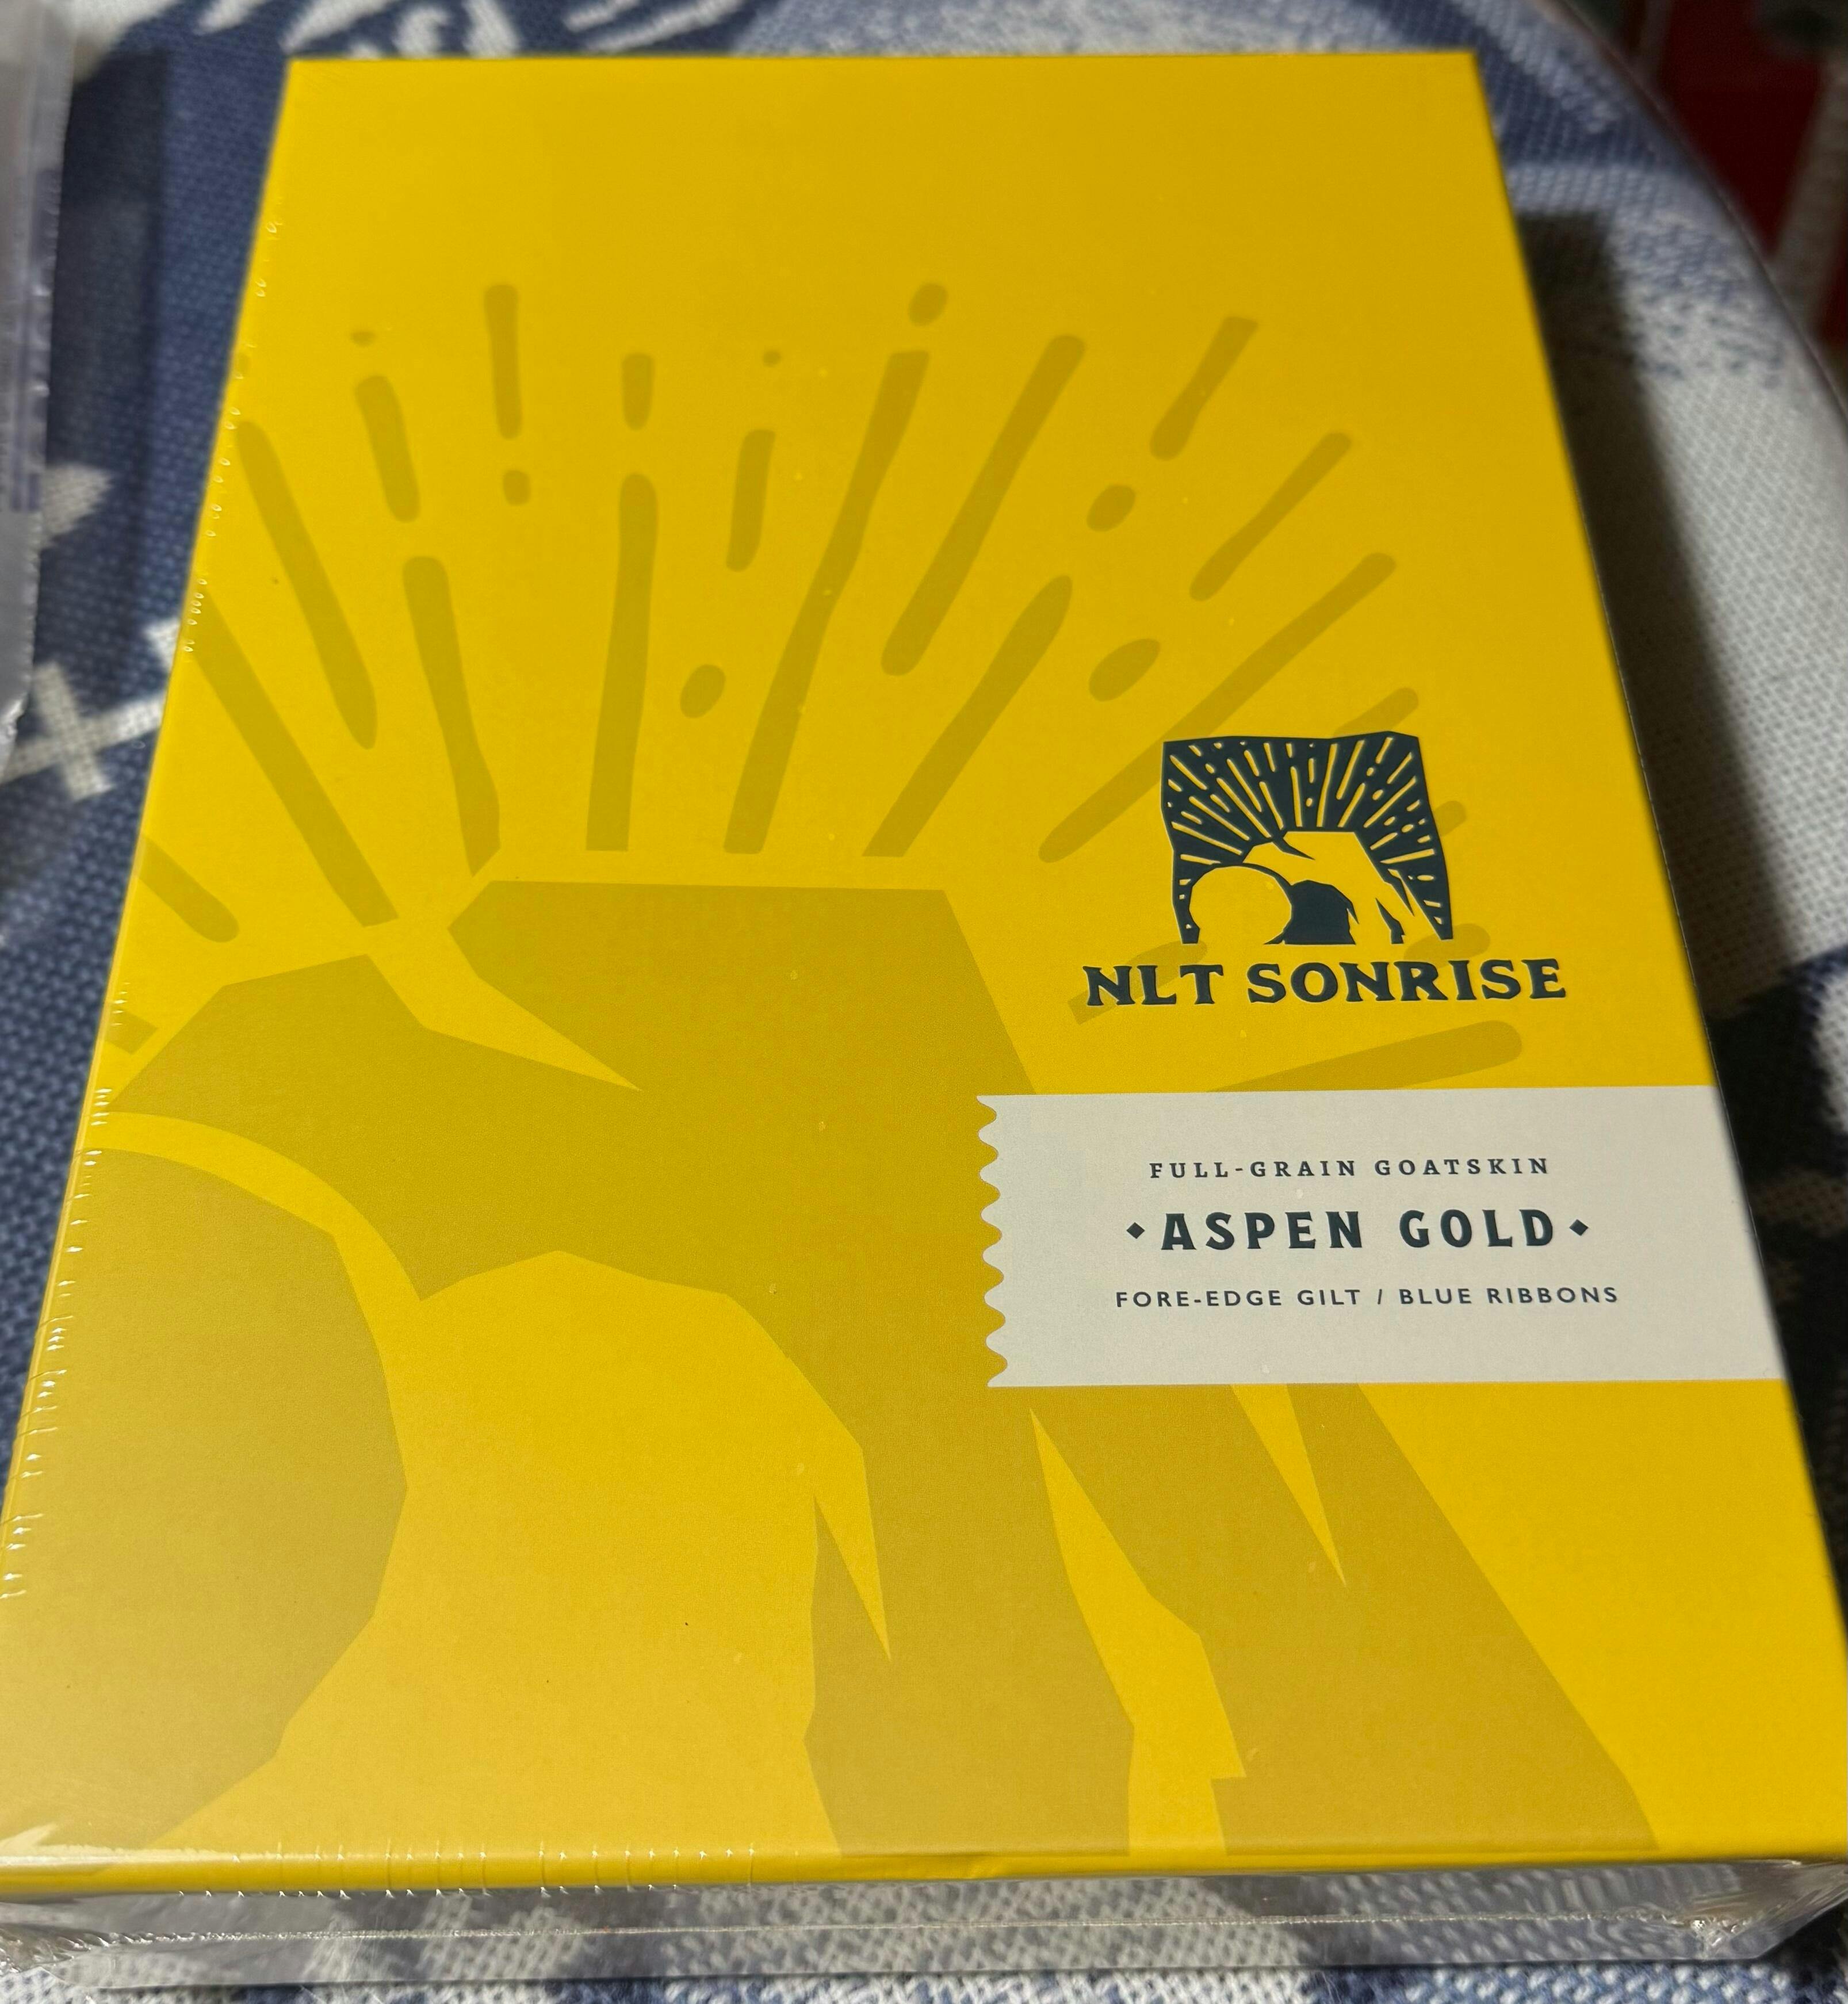 NLT SONRISE
FULL-GRAIN GOATSKIN
◆ASPEN GOLD◆
FORE-EDGE GILT / BLUE RIBBONS